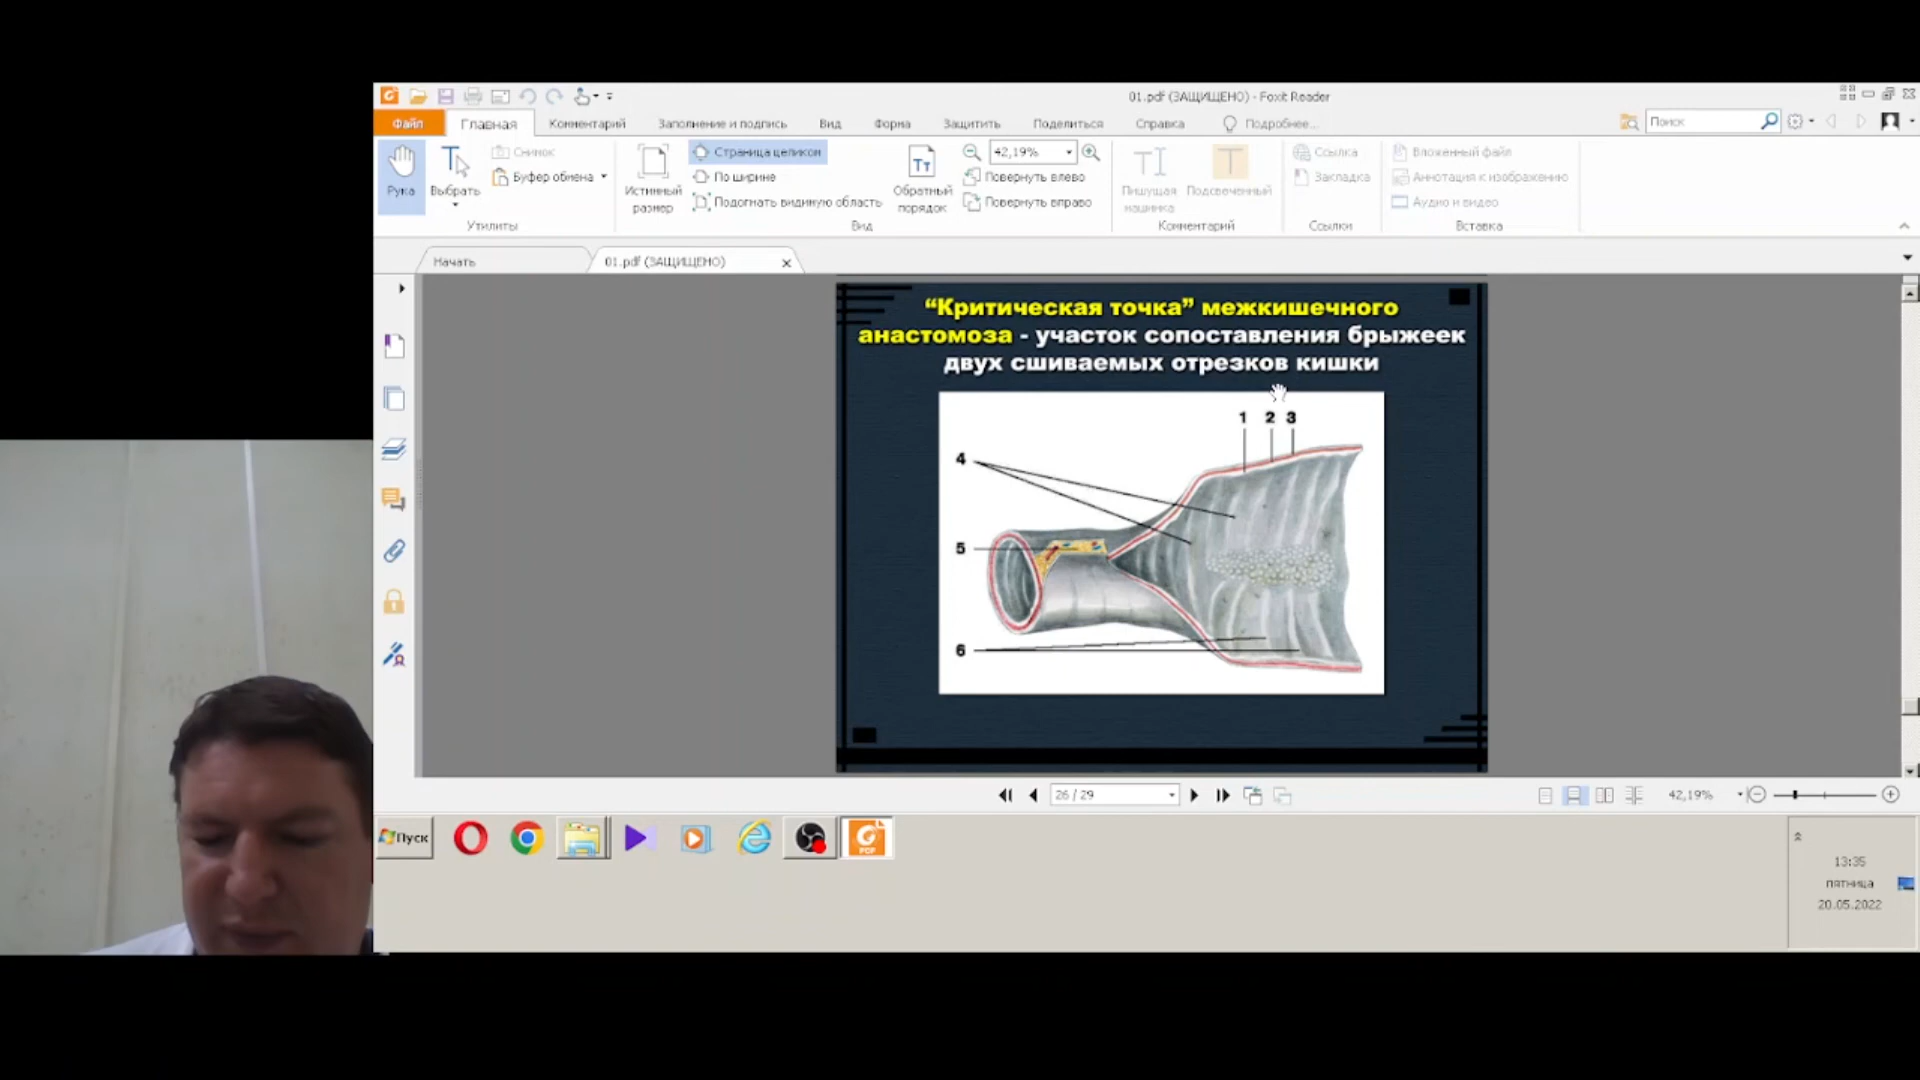 01.pdf (ЗАЩИЩЕНО) - Foxit Reader
Файл Главная Комментарий Заполнение и подпись Вид Форма Защитить Поделиться Справка Подробнее... Поиск
Рука
Выбрать
Снимок
Буфер обмена
Утилиты
Истинный размер
Страница целиком
По ширине
Подогнать видимую область
Обратный порядок
42,19%
Повернуть влево
Повернуть вправо
Вид
Пишущая машинка
Подсвеченный
Комментарий
Ссылка
Закладка
Ссылки
Вложенный файл
Аннотация к изображению
Аудио и видео
Вставка
Начать
01.pdf (ЗАЩИЩЕНО)
“Критическая точка” межкишечного
анастомоза - участок сопоставления брыжеек
двух сшиваемых отрезков кишки
1 2 3
4
5
6
26 / 29
42,19%
Пуск
PDF
13:35
пятница
20.05.2022